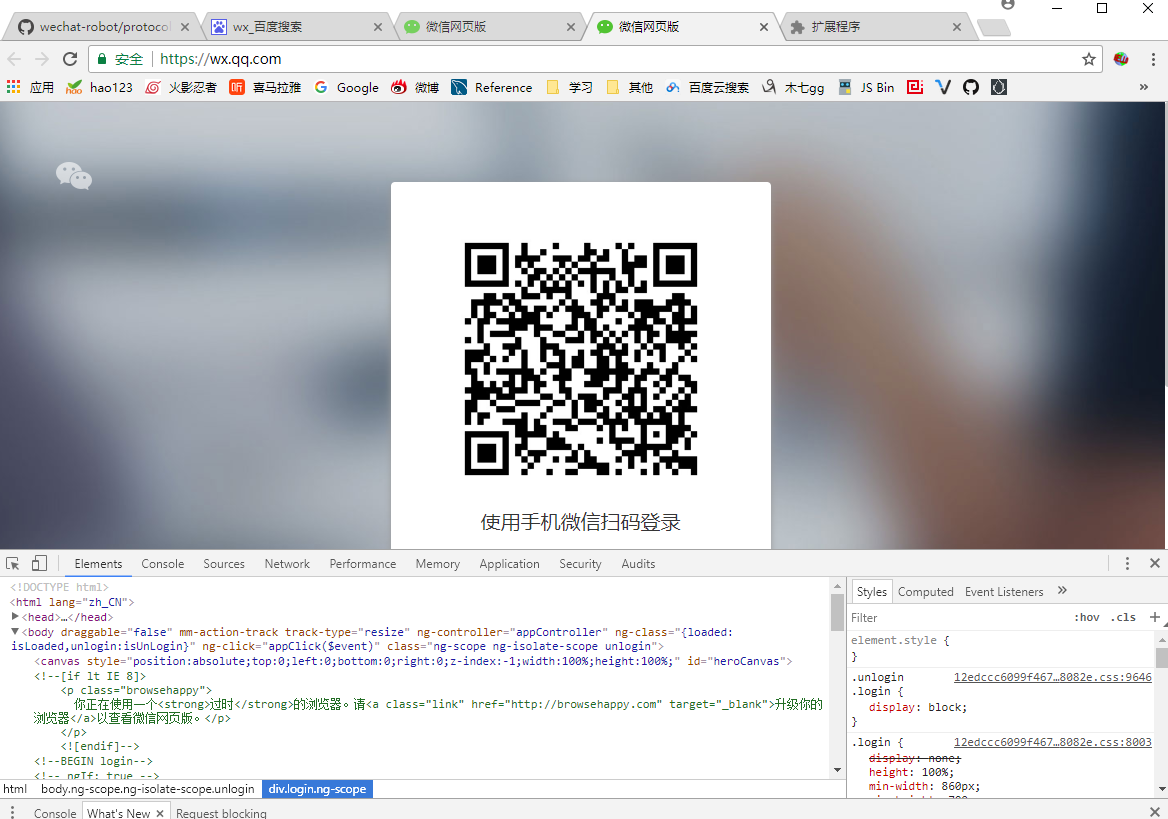 wechat-robot/protocol
wx_百度搜索
微信网页版
微信网页版
扩展程序
安全
https://wx.qq.com
应用
hao123
火影忍者
喜马拉雅
Google
微博
Reference
学习
其他
百度云搜索
木七gg
JS Bin
»
使用手机微信扫码登录
Elements Console Sources Network Performance Memory Application Security Audits
<!DOCTYPE html>
<html lang="zh_CN">
<head>…</head>
<body draggable="false" mm-action-track track-type="resize" ng-controller="appController" ng-class="{loaded:
isLoaded,unlogin:isUnLogin}" ng-click="appClick($event)" class="ng-scope ng-isolate-scope unlogin">
<canvas style="position:absolute;top:0;left:0;bottom:0;right:0;z-index:-1;width:100%;height:100%;" id="heroCanvas">
<!--[if lt IE 8]>
<p class="browsehappy">
你正在使用一个<strong>过时</strong>的浏览器。请<a class="link" href="http://browsehappy.com" target="_blank">升级你的
浏览器</a>以查看微信网页版。</p>
</p>
<![endif]-->
<!--BEGIN login-->
<!-- ngIf: true -->
html body.ng-scope.ng-isolate-scope.unlogin div.login.ng-scope
Styles Computed Event Listeners »
Filter :hov .cls +
element.style {
}
.unlogin 12edccc6099f467…8082e.css:9646
.login {
display: block;
}
.login { 12edccc6099f467…8082e.css:8003
display: none;
height: 100%;
min-width: 860px;
Console What's New Request blocking